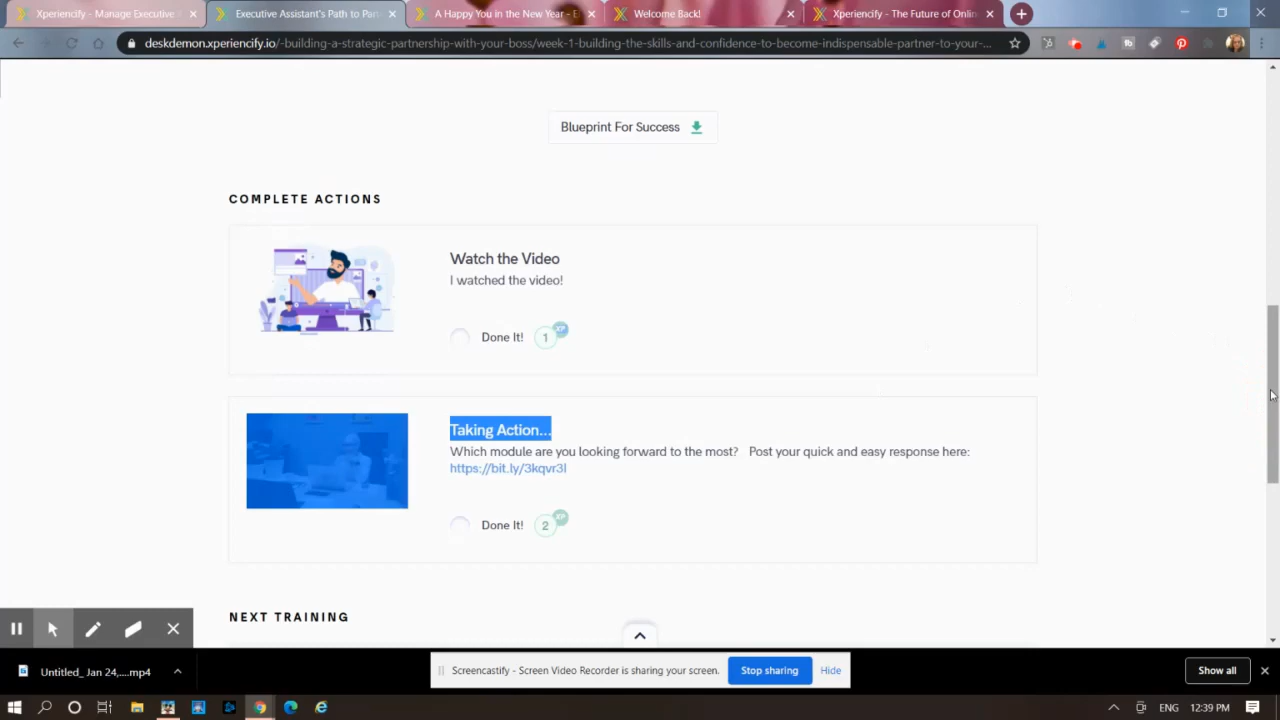 Xperiencify - Manage Executive A
Executive Assistant's Path to Par
A Happy You in the New Year - E
Welcome Back!
Xperiencify - The Future of Onlin
deskdemon.xperiencify.io/-building-a-strategic-partnership-with-your-boss/week-1-building-the-skills-and-confidence-to-become-indispensable-partner-to-your-...
Blueprint For Success
COMPLETE ACTIONS
Watch the Video
I watched the video!
Done It! 1 XP
Taking Action...
Which module are you looking forward to the most? Post your quick and easy response here:
https://bit.ly/3kqvr3l
Done It! 2 XP
NEXT TRAINING
Untitled_ Jan 24,....mp4
Screencastify - Screen Video Recorder is sharing your screen.
Stop sharing
Hide
Show all
ENG
12:39 PM